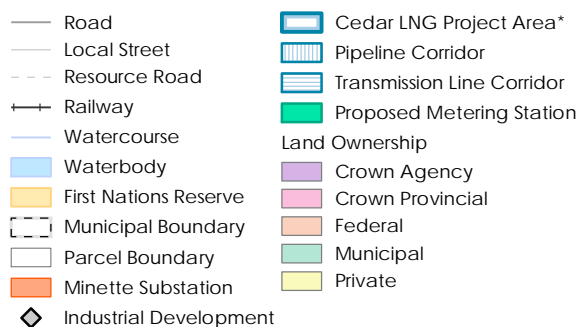 Road
Local Street
Resource Road
Railway
Watercourse
Waterbody
First Nations Reserve
Municipal Boundary
Parcel Boundary
Minette Substation
Industrial Development
Cedar LNG Project Area*
Pipeline Corridor
Transmission Line Corridor
Proposed Metering Station
Land Ownership
Crown Agency
Crown Provincial
Federal
Municipal
Private